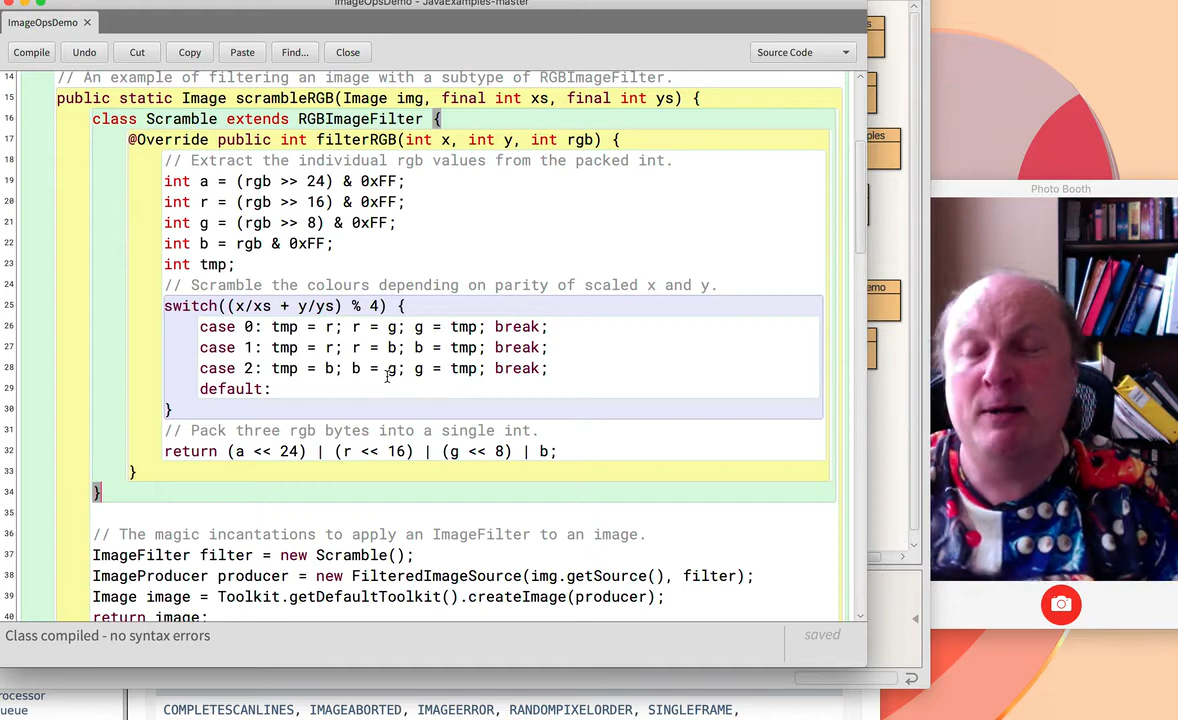 ImageOpsDemo - JavaExamples-master
ImageOpsDemo ×
Compile Undo Cut Copy Paste Find... Close Source Code
14 // An example of filtering an image with a subtype of RGBImageFilter.
15 public static Image scrambleRGB(Image img, final int xs, final int ys) {
16 class Scramble extends RGBImageFilter {
17 @Override public int filterRGB(int x, int y, int rgb) {
18 // Extract the individual rgb values from the packed int.
19 int a = (rgb >> 24) & 0xFF;
20 int r = (rgb >> 16) & 0xFF;
21 int g = (rgb >> 8) & 0xFF;
22 int b = rgb & 0xFF;
23 int tmp;
24 // Scramble the colours depending on parity of scaled x and y.
25 switch((x/xs + y/ys) % 4) {
26 case 0: tmp = r; r = g; g = tmp; break;
27 case 1: tmp = r; r = b; b = tmp; break;
28 case 2: tmp = b; b = g; g = tmp; break;
29 default:
30 }
31 // Pack three rgb bytes into a single int.
32 return (a << 24) | (r << 16) | (g << 8) | b;
33 }
34 }
35
36 // The magic incantations to apply an ImageFilter to an image.
37 ImageFilter filter = new Scramble();
38 ImageProducer producer = new FilteredImageSource(img.getSource(), filter);
39 Image image = Toolkit.getDefaultToolkit().createImage(producer);
40 return image;
Class compiled - no syntax errors
saved
s
ples
emo
Photo Booth
rocessor
ueue
COMPLETESCANLINES, IMAGEABORTED, IMAGEERROR, RANDOMPIXELORDER, SINGLEFRAME,